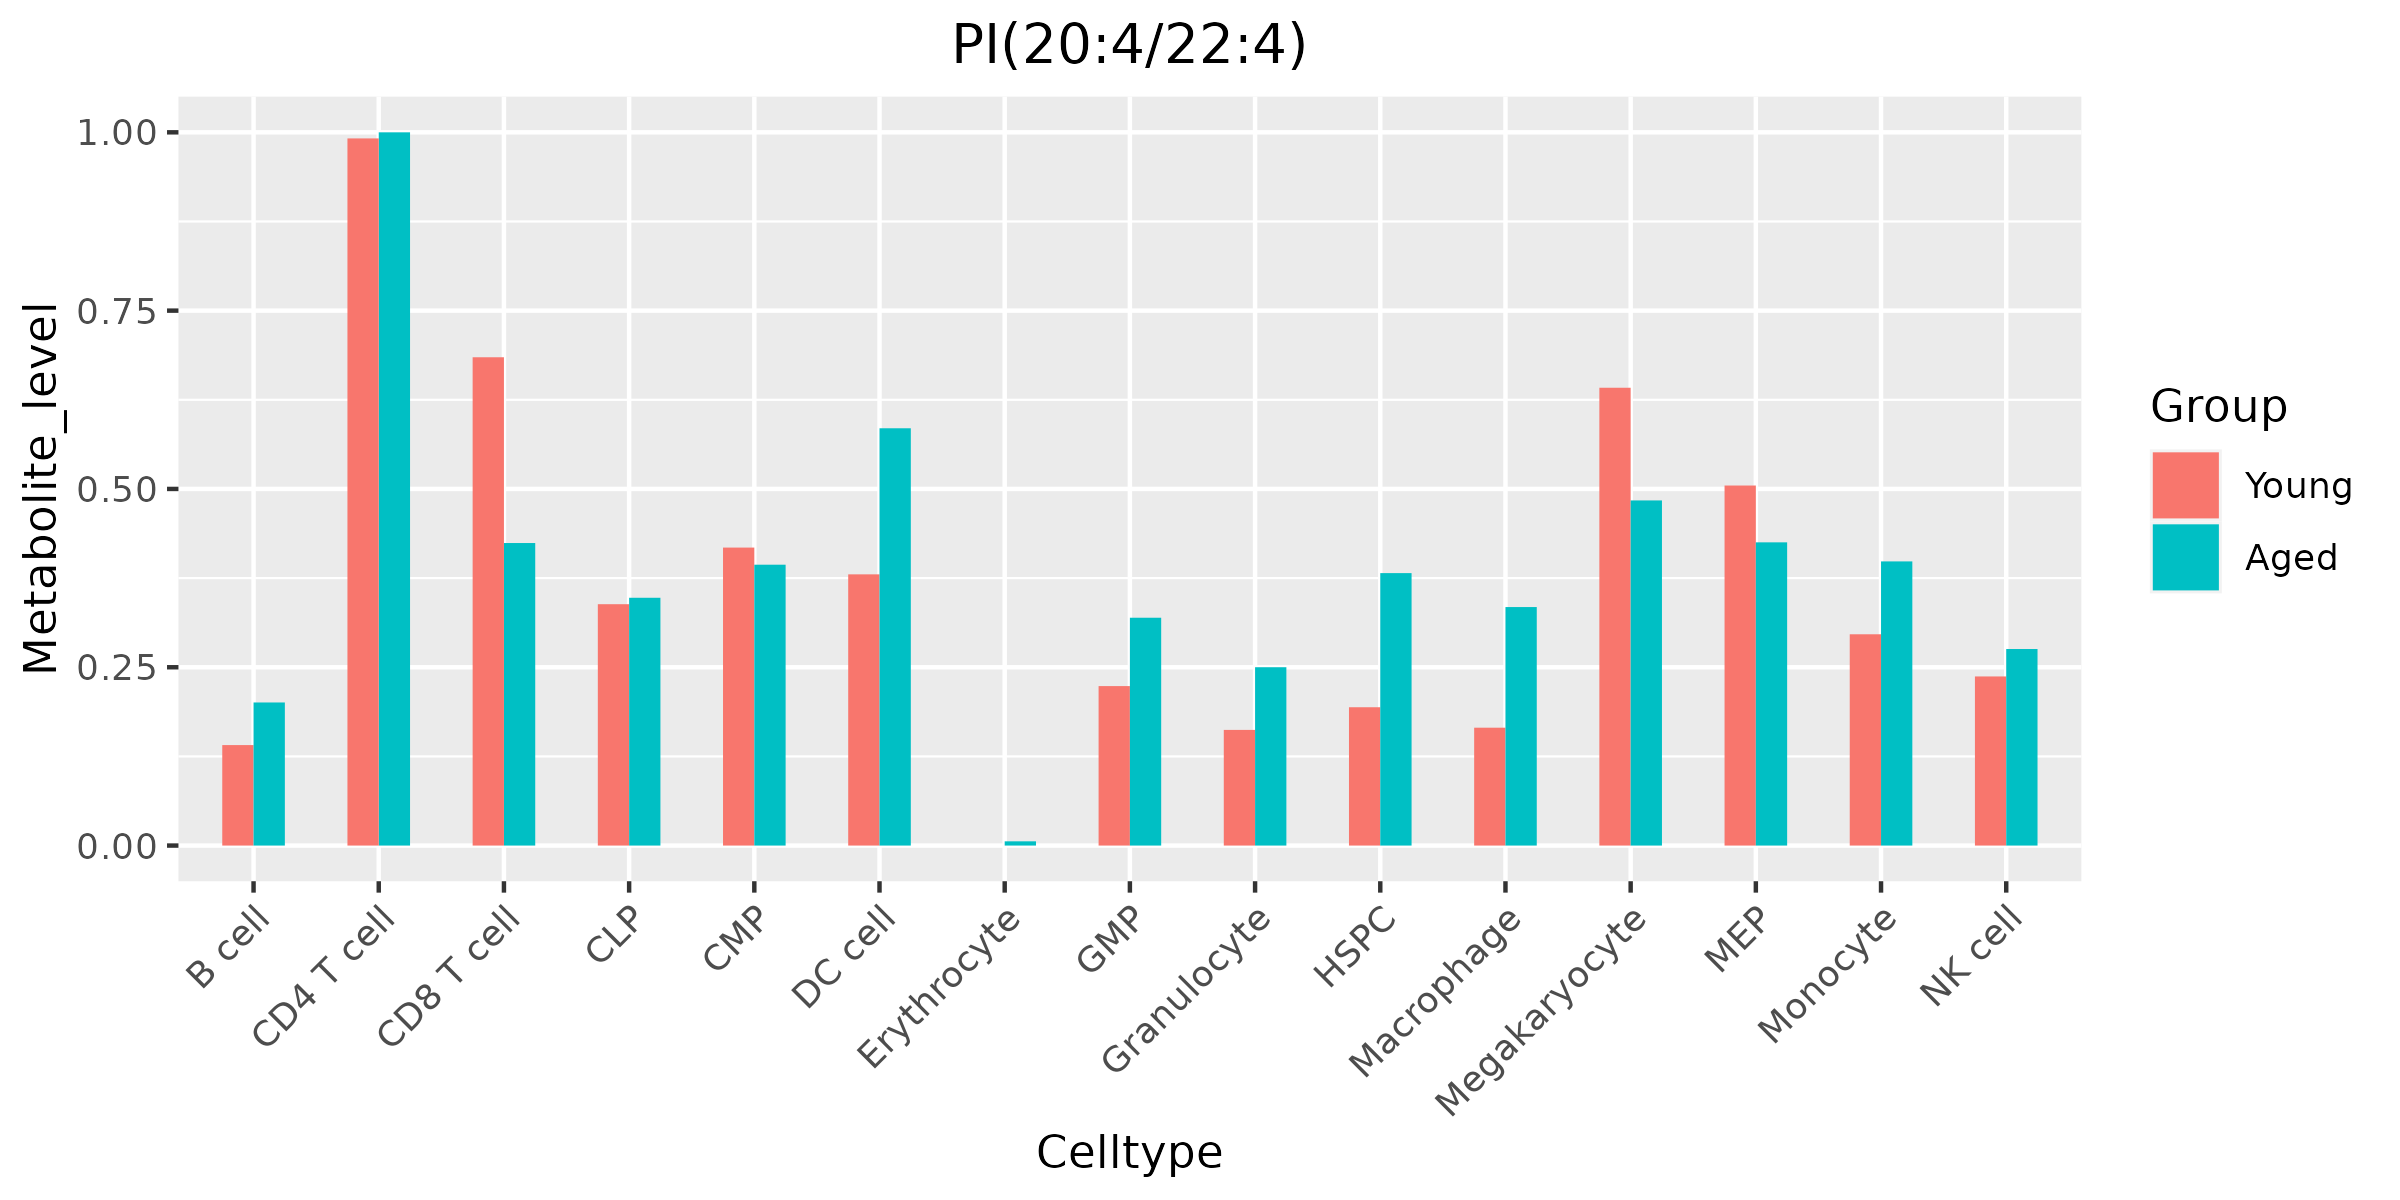 PI(20:4/22:4)
Metabolite_level
1.00
0.75
0.50
0.25
0.00
B cell
CD4 T cell
CD8 T cell
CLP
CMP
DC cell
Erythrocyte
GMP
Granulocyte
HSPC
Macrophage
Megakaryocyte
MEP
Monocyte
NK cell
Celltype
Group
Young
Aged